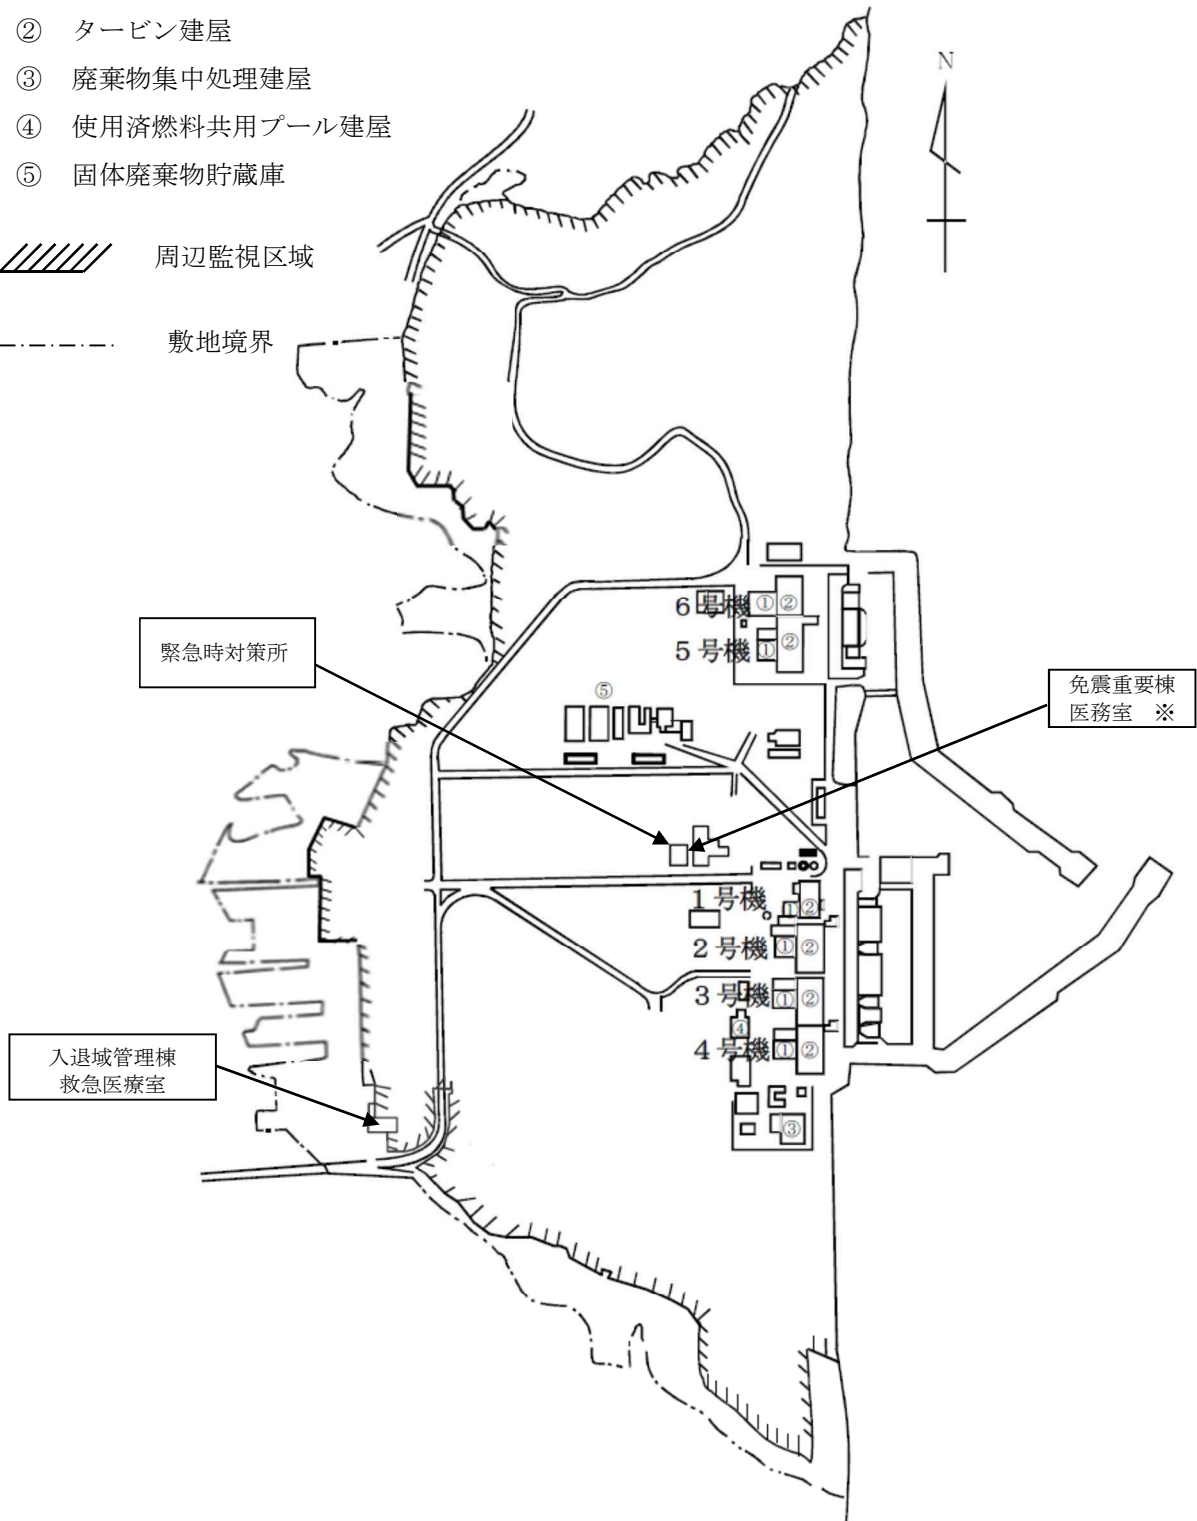 ② タービン建屋
③ 廃棄物集中処理建屋
④ 使用済燃料共用プール建屋
⑤ 固体廃棄物貯蔵庫
周辺監視区域
敷地境界
N
6号機 ① ②
5号機 ① ②
緊急時対策所
免震重要棟
医務室 ※
⑤
1号機 ① ②
2号機 ① ②
3号機 ① ②
④
4号機 ① ②
入退域管理棟
救急医療室
③